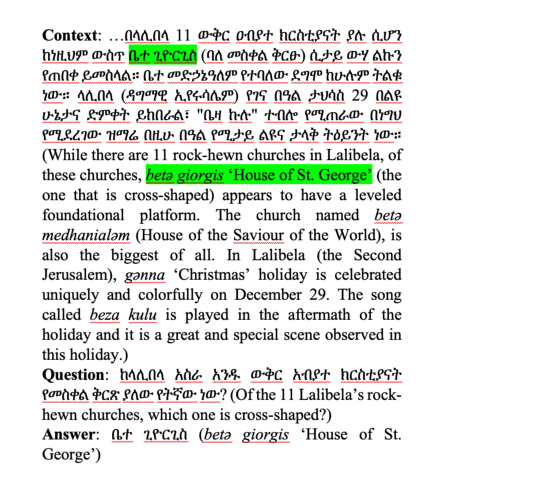 Context: …በላሊበላ 11 ውቅር ዐብያተ ክርስቲያናት ያሉ ሲሆን
ከነዚህም ውስጥ ቤተ ጊዮርጊስ (ባለ መስቀል ቅርፁ) ሲታይ ውሃ ልኩን
የጠበቀ ይመስላል። ቤተ መድኃኔዓለም የተባለው ደግሞ ከሁሉም ትልቁ
ነው። ላሊበላ (ዳግማዊ ኢየሩሳሌም) የገና በዓል ታህሳስ 29 በልዩ
ሁኔታና ድምቀት ይከበራል፣ "ቤዛ ኩሉ" ተብሎ የሚጠራው በነግህ
የሚደረገው ዝማሬ በዚሁ በዓል የሚታይ ልዩና ታላቅ ትዕይንት ነው።
(While there are 11 rock-hewn churches in Lalibela, of
these churches, betə giorgis ‘House of St. George’ (the
one that is cross-shaped) appears to have a leveled
foundational platform. The church named betə
medhanialəm (House of the Saviour of the World), is
also the biggest of all. In Lalibela (the Second
Jerusalem), gənna ‘Christmas’ holiday is celebrated
uniquely and colorfully on December 29. The song
called beza kulu is played in the aftermath of the
holiday and it is a great and special scene observed in
this holiday.)
Question: ከላሊበላ አስራ አንዱ ውቅር አብያተ ክርስቲያናት
የመስቀል ቅርጽ ያለው የትኛው ነው? (Of the 11 Lalibela’s rock-
hewn churches, which one is cross-shaped?)
Answer: ቤተ ጊዮርጊስ (betə giorgis ‘House of St.
George’)